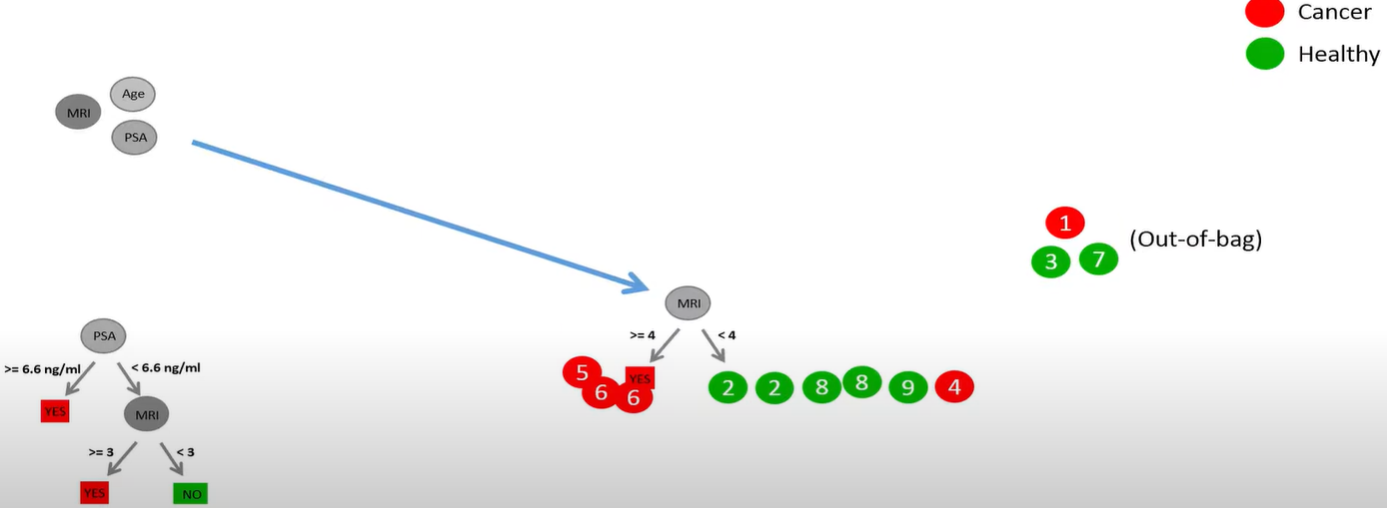 Cancer
Healthy
Age
MRI
PSA
1
(Out-of-bag)
3 7
MRI
>= 4 < 4
PSA
>= 6.6 ng/ml < 6.6 ng/ml
YES
MRI
>= 3 < 3
YES NO
5 YES
6 6
2 2 8 8 9 4